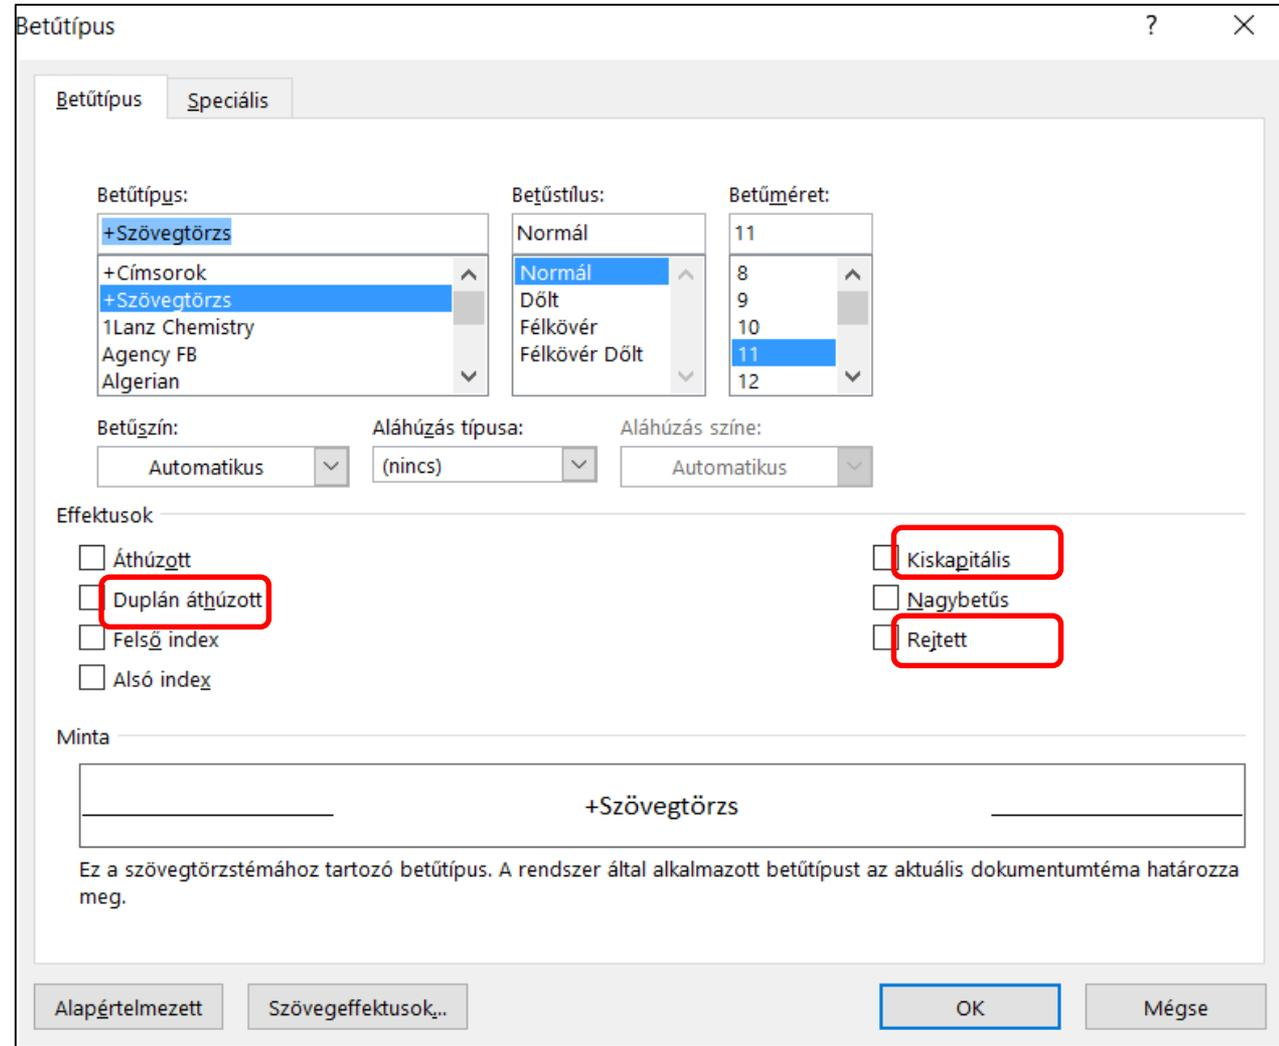 Betűtípus ?
Betűtípus Speciális
Betűtípus: Betűstílus: Betűméret:
+Szövegtörzs Normál 11
+Címsorok Normál 8
+Szövegtörzs Dőlt 9
1Lanz Chemistry Félkövér 10
Agency FB Félkövér Dőlt 11
Algerian 12
Betűszín: Aláhúzás típusa: Aláhúzás színe:
Automatikus (nincs) Automatikus
Effektusok
Áthúzott Kiskapitális
Duplán áthúzott Nagybetűs
Felső index Rejtett
Alsó index
Minta
+Szövegtörzs
Ez a szövegtörzstémához tartozó betűtípus. A rendszer által alkalmazott betűtípust az aktuális dokumentumtéma határozza
meg.
Alapértelmezett Szövegeffektusok... OK Mégse